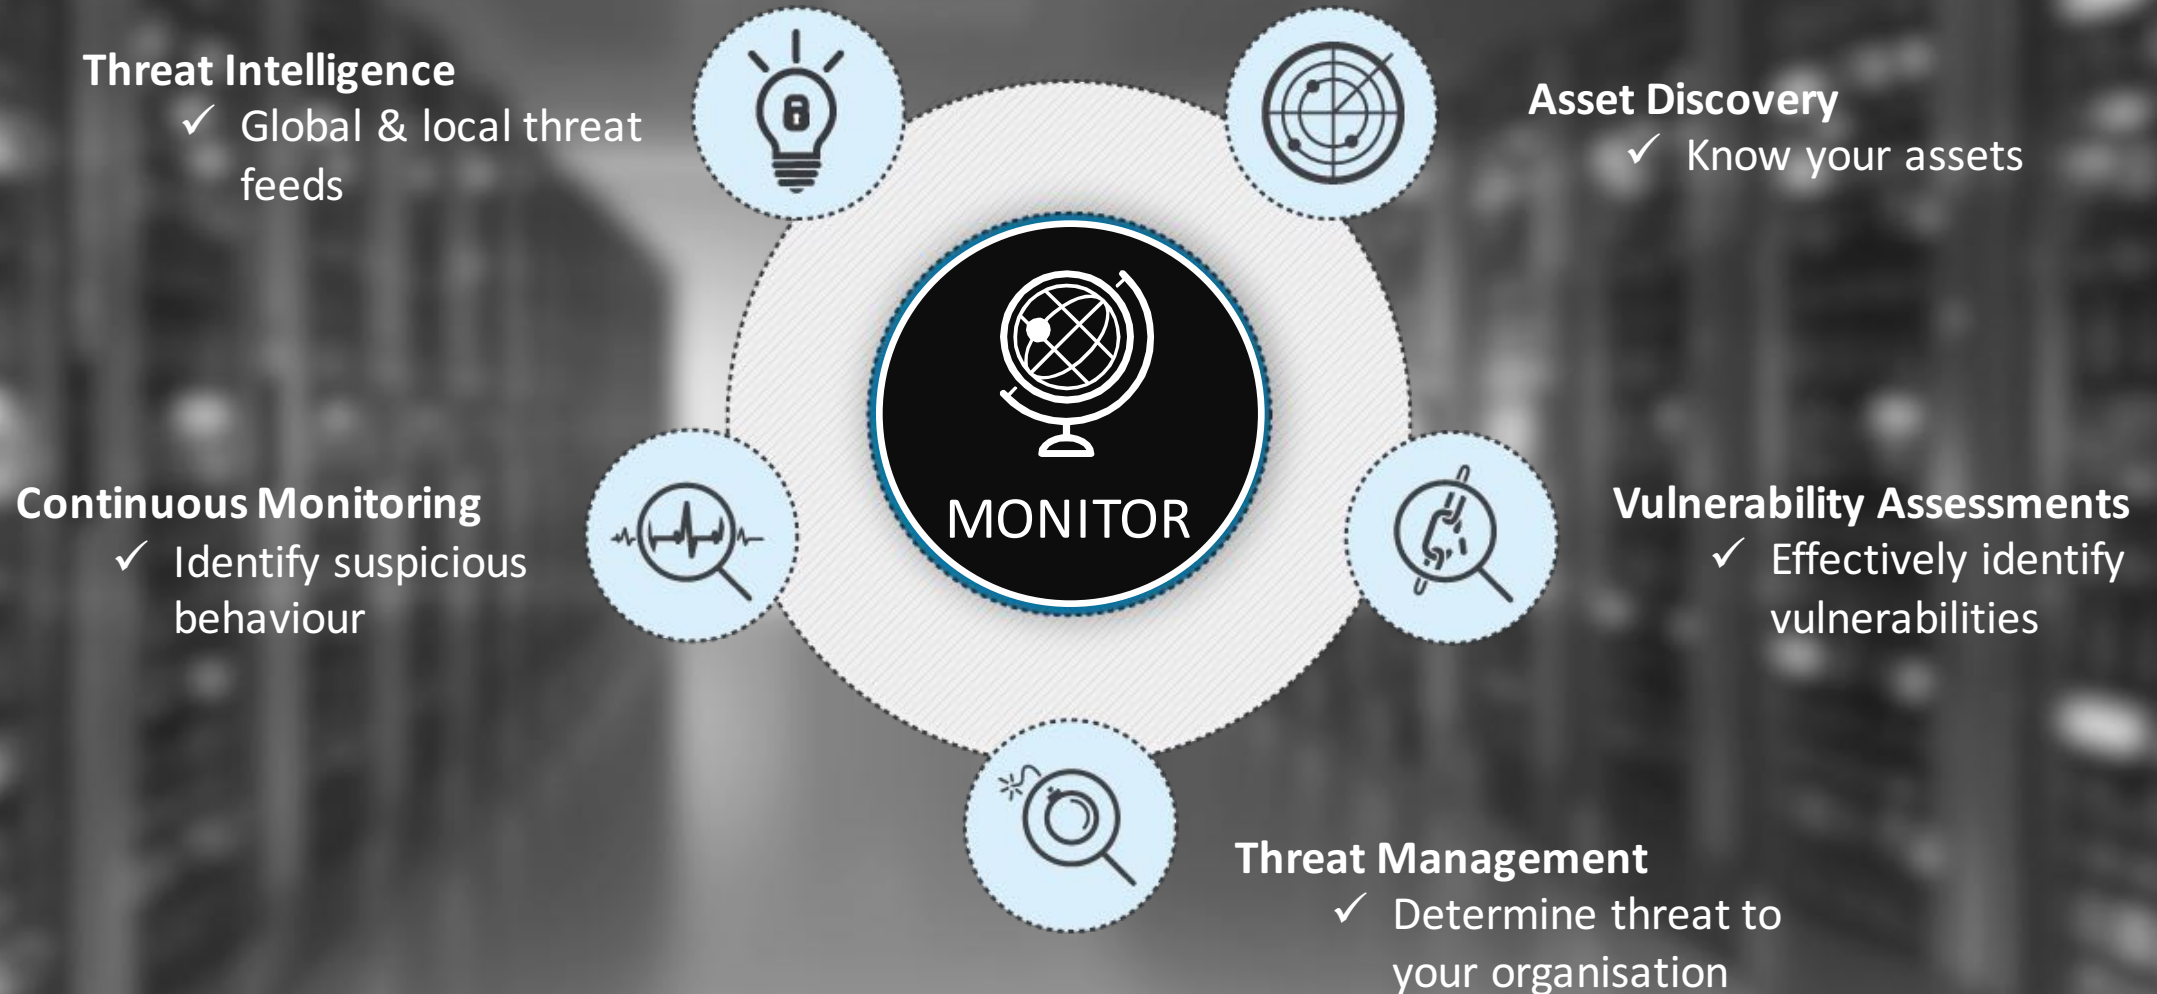 Threat Intelligence
✓ Global & local threat
feeds
Asset Discovery
✓ Know your assets
MONITOR
Continuous Monitoring
✓ Identify suspicious
behaviour
Vulnerability Assessments
✓ Effectively identify
vulnerabilities
Threat Management
✓ Determine threat to
your organisation